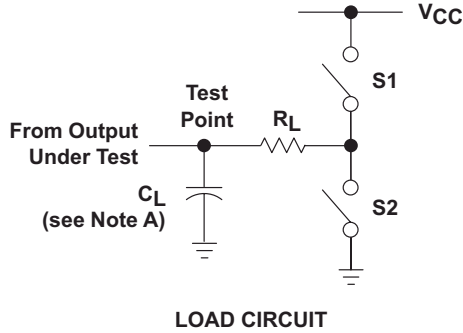 VCC
S1
Test
Point
RL
From Output
Under Test
CL
(see Note A)
S2
LOAD CIRCUIT